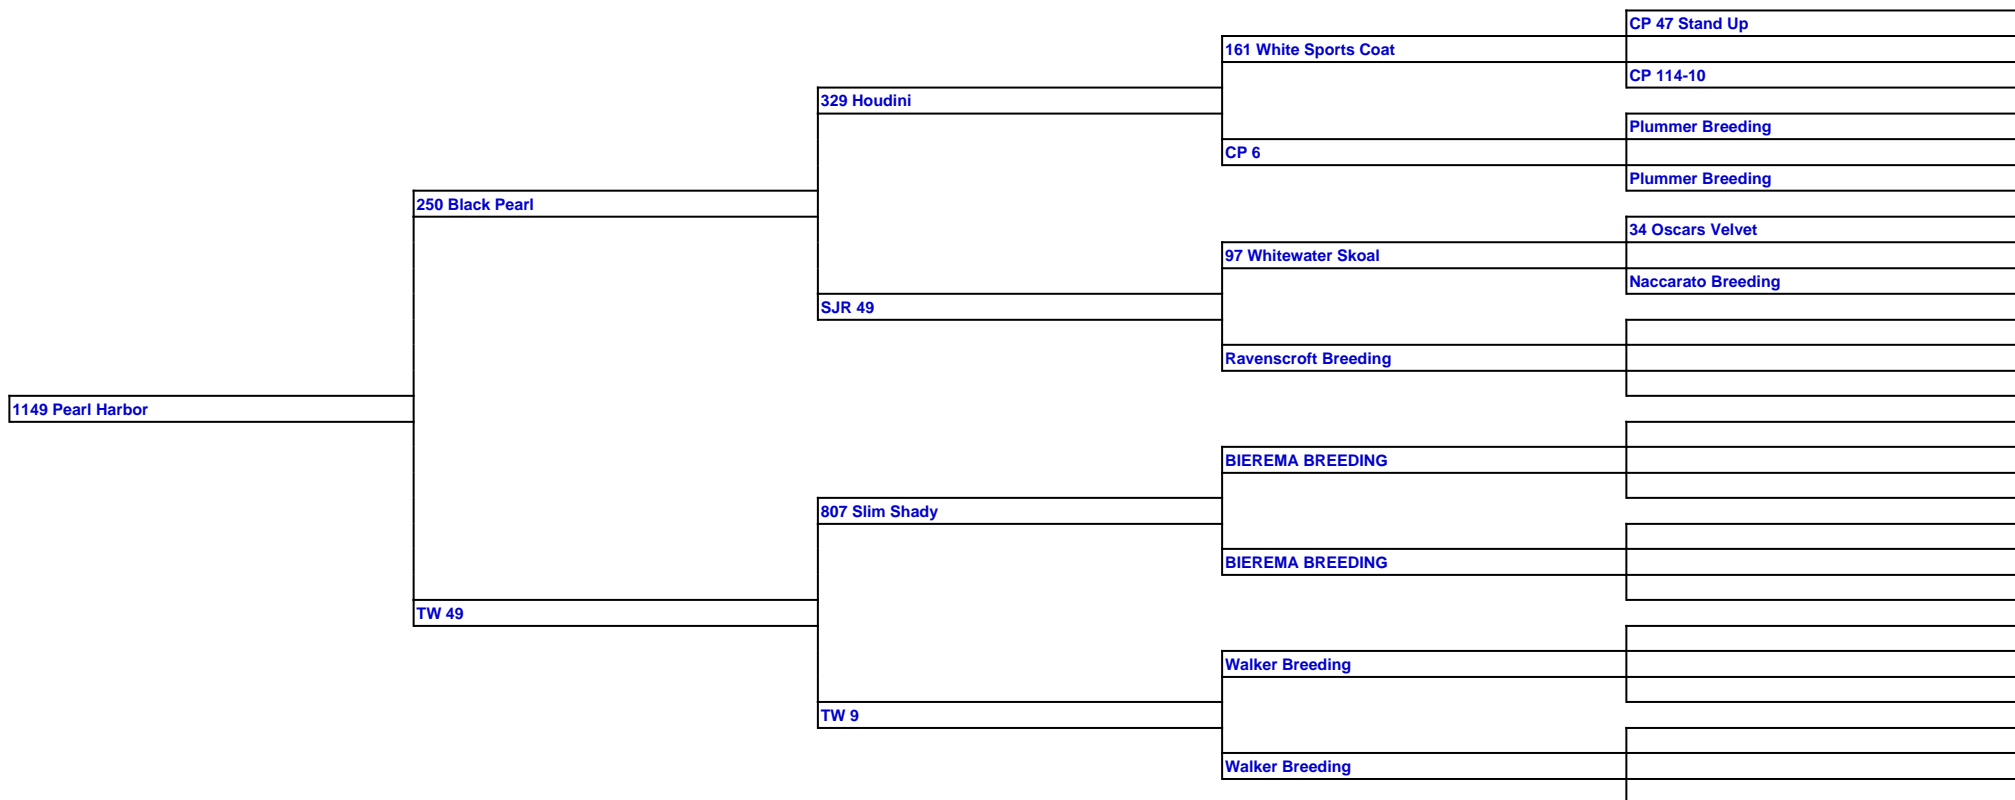 CP 47 Stand Up
161 White Sports Coat
CP 114-10
329 Houdini
Plummer Breeding
CP 6
Plummer Breeding
250 Black Pearl
34 Oscars Velvet
97 Whitewater Skoal
Naccarato Breeding
SJR 49
Ravenscroft Breeding
1149 Pearl Harbor
BIEREMA BREEDING
807 Slim Shady
BIEREMA BREEDING
TW 49
Walker Breeding
TW 9
Walker Breeding